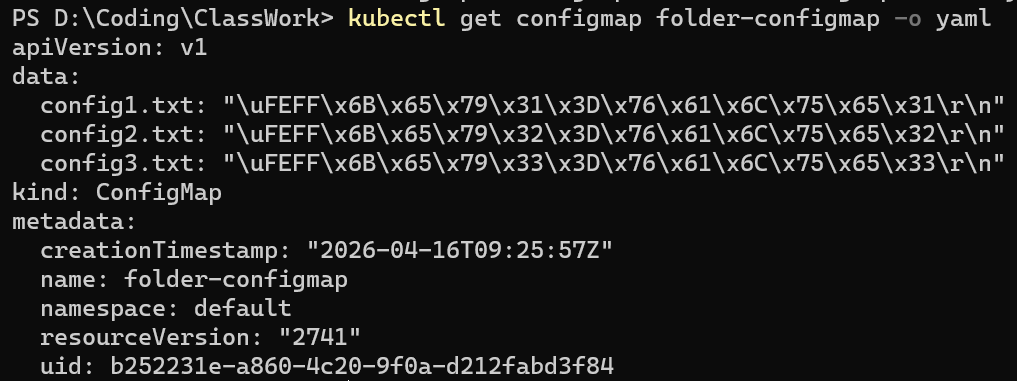 PS D:\Coding\ClassWork> kubectl get configmap folder-configmap -o yaml
apiVersion: v1
data:
  config1.txt: "\uFEFF\x6B\x65\x79\x31\x3D\x76\x61\x6C\x75\x65\x31\r\n"
  config2.txt: "\uFEFF\x6B\x65\x79\x32\x3D\x76\x61\x6C\x75\x65\x32\r\n"
  config3.txt: "\uFEFF\x6B\x65\x79\x33\x3D\x76\x61\x6C\x75\x65\x33\r\n"
kind: ConfigMap
metadata:
  creationTimestamp: "2026-04-16T09:25:57Z"
  name: folder-configmap
  namespace: default
  resourceVersion: "2741"
  uid: b252231e-a860-4c20-9f0a-d212fabd3f84